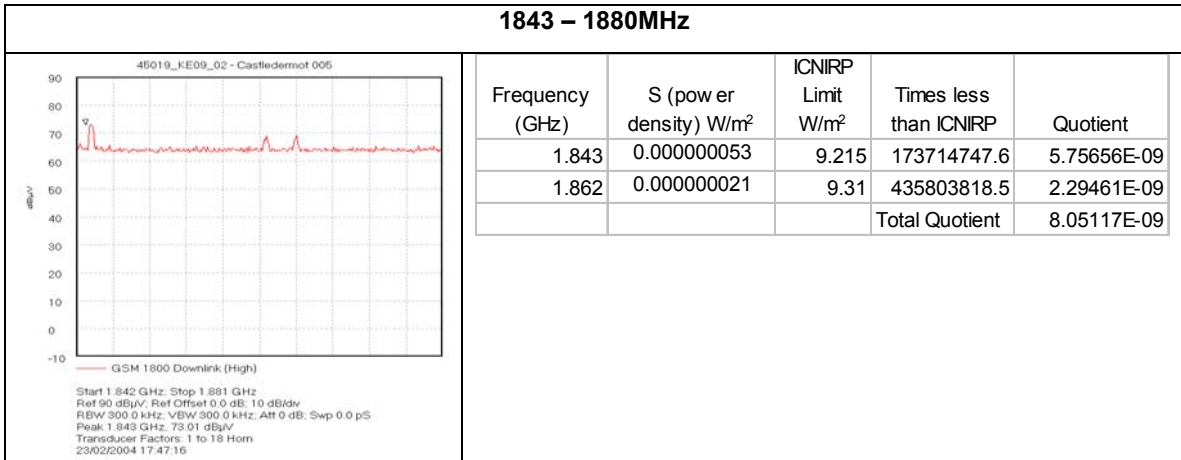 1843 – 1880MHz
45019_KE09_02 - Castledermot 005
90
80
70
60
50
40
30
20
10
0
-10
dBµV
GSM 1800 Downlink (High)
Start 1.842 GHz; Stop 1.881 GHz
Ref 90 dBµV; Ref Offset 0.0 dB; 10 dB/div
RBW 300.0 kHz; VBW 300.0 kHz; Att 0 dB; Swp 0.0 pS
Peak 1.843 GHz, 73.01 dBµV
Transducer Factors: 1 to 18 Horn
23/02/2004 17:47:16
Frequency (GHz) S (pow er density) W/m² ICNIRP Limit W/m² Times less than ICNIRP Quotient
1.843 0.000000053 9.215 173714747.6 5.75656E-09
1.862 0.000000021 9.31 435803818.5 2.29461E-09
Total Quotient 8.05117E-09